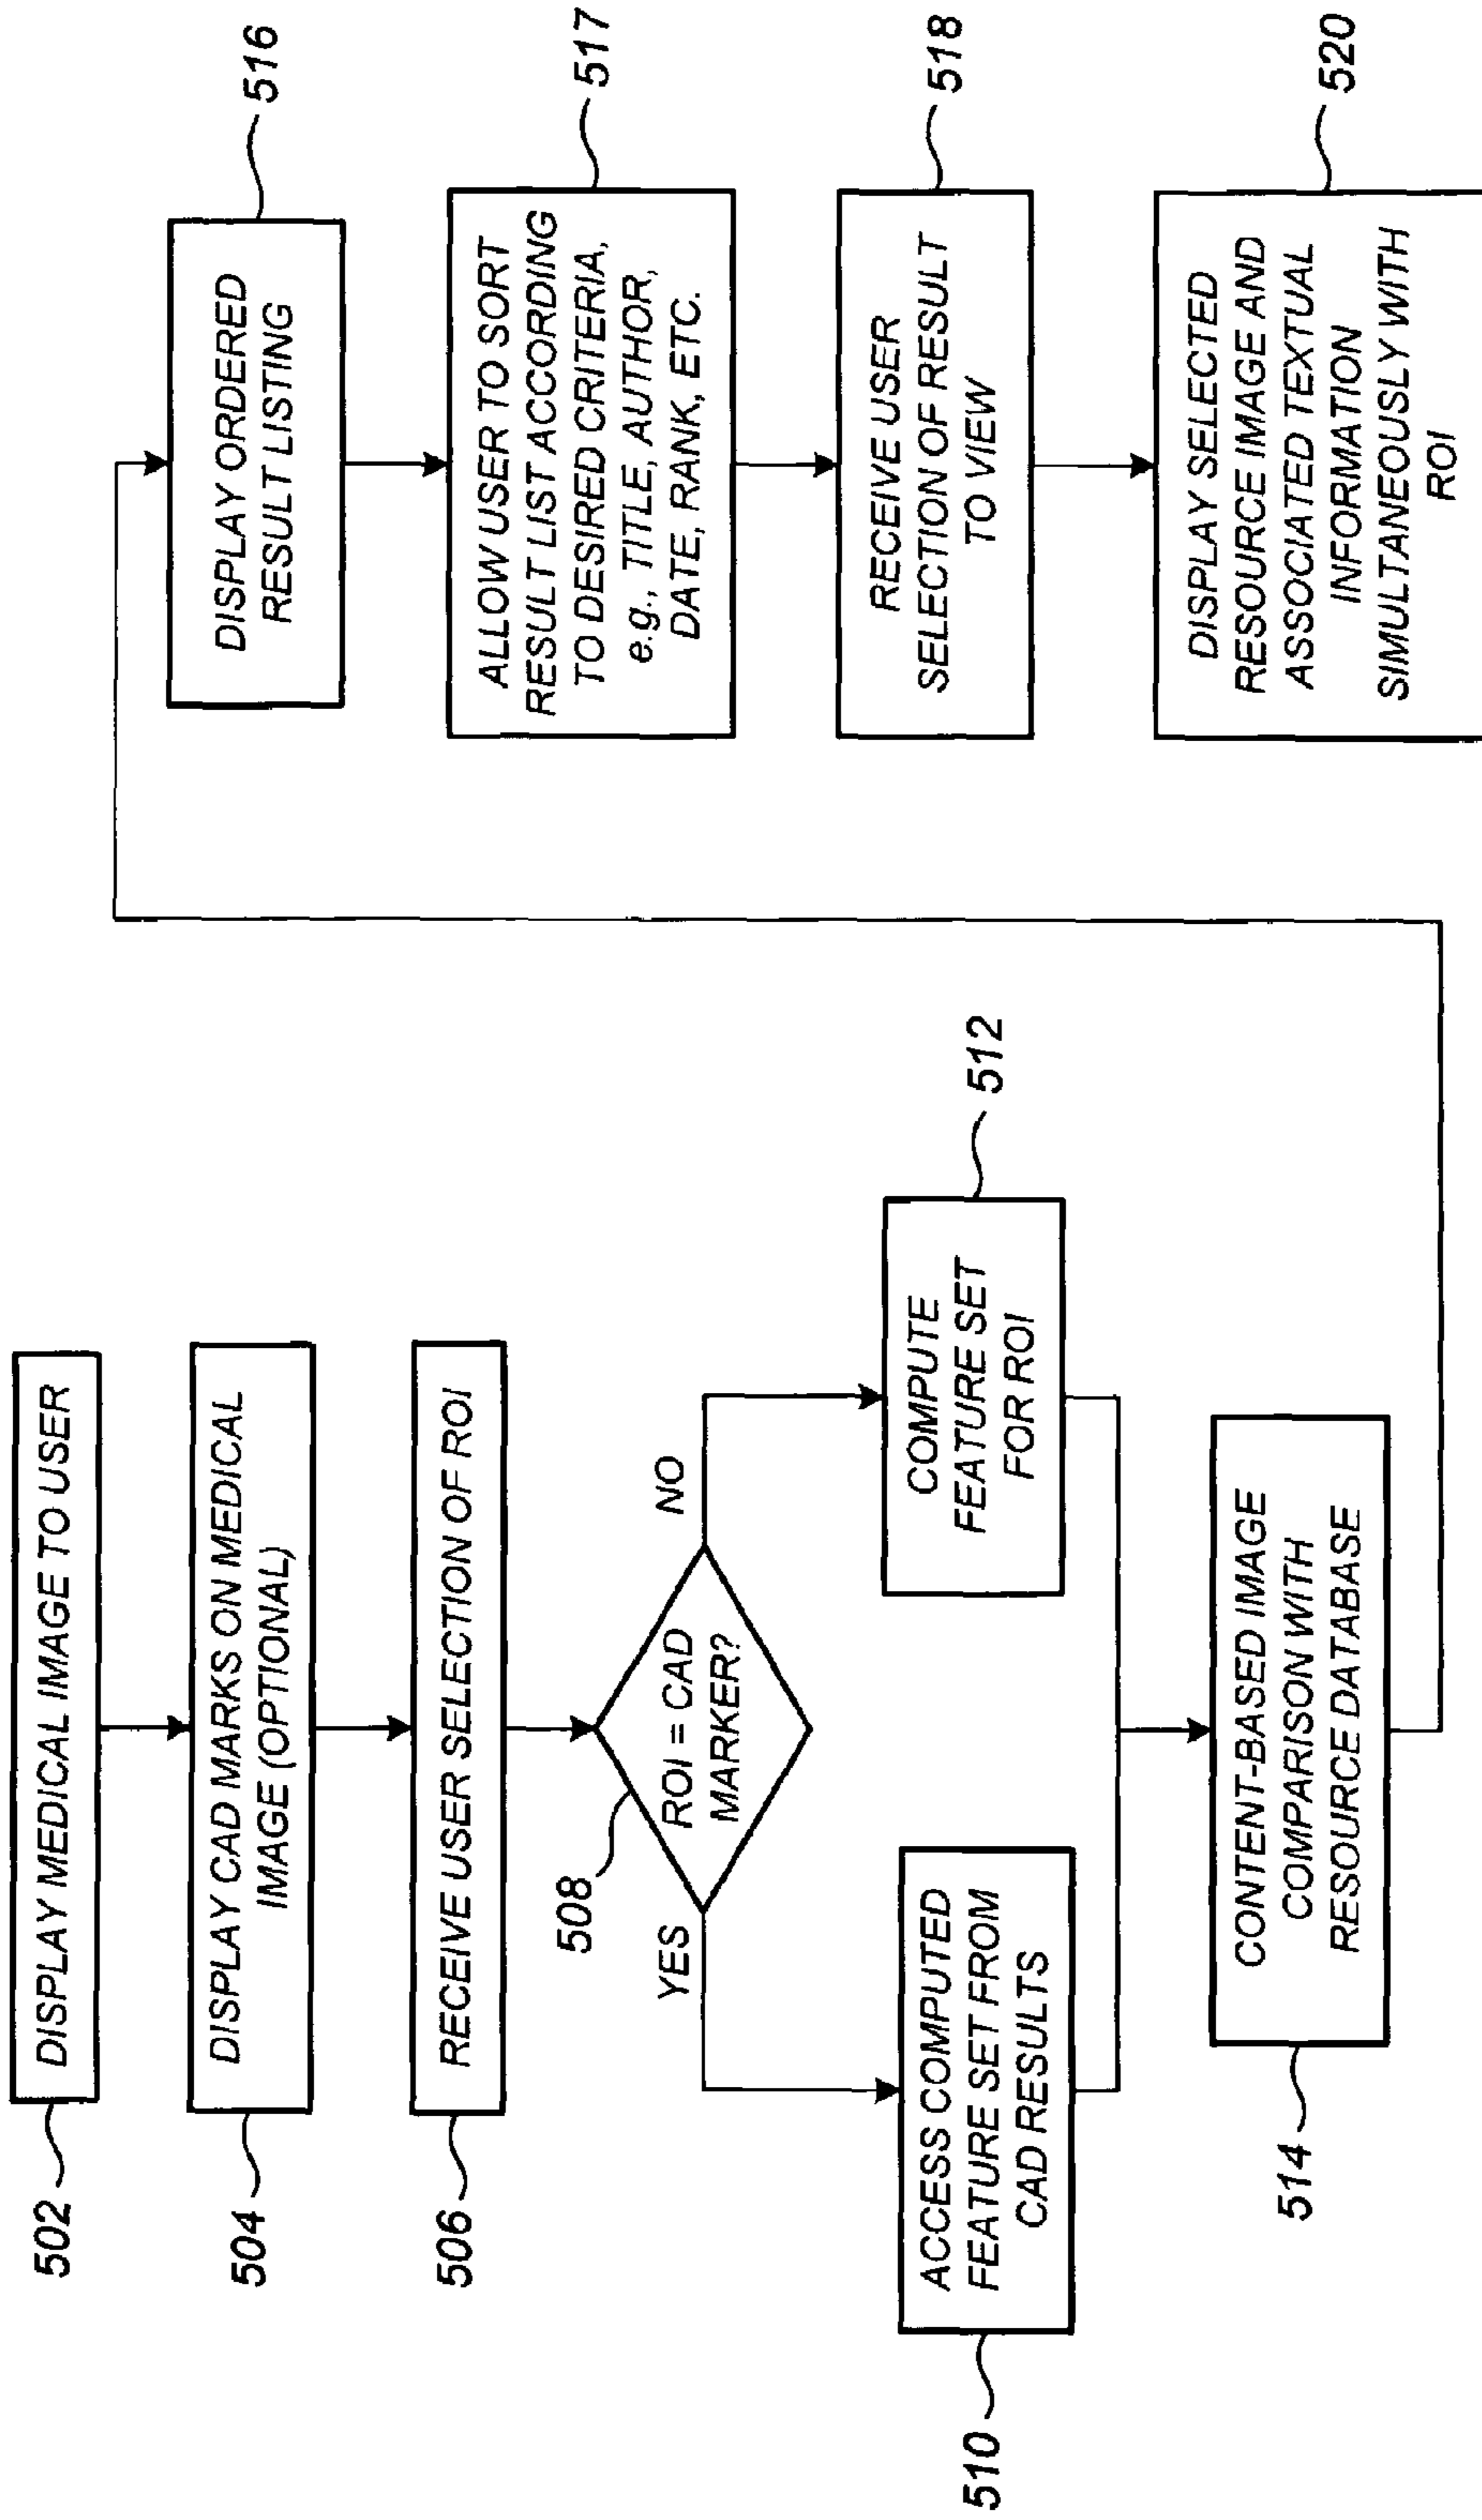 502
DISPLAY MEDICAL IMAGE TO USER
504
DISPLAY CAD MARKS ON MEDICAL
IMAGE (OPTIONAL)
506
RECEIVE USER SELECTION OF ROI
508
ROI = CAD
MARKER?
YES
NO
510
ACCESS COMPUTED
FEATURE SET FROM
CAD RESULTS
COMPUTE
FEATURE SET
FOR ROI
512
514
CONTENT-BASED IMAGE
COMPARISON WITH
RESOURCE DATABASE
DISPLAY ORDERED
RESULT LISTING
516
ALLOW USER TO SORT
RESULT LIST ACCORDING
TO DESIRED CRITERIA,
e.g., TITLE, AUTHOR,
DATE, RANK, ETC.
517
RECEIVE USER
SELECTION OF RESULT
TO VIEW
518
DISPLAY SELECTED
RESOURCE IMAGE AND
ASSOCIATED TEXTUAL
INFORMATION
SIMULTANEOUSLY WITH
ROI
520